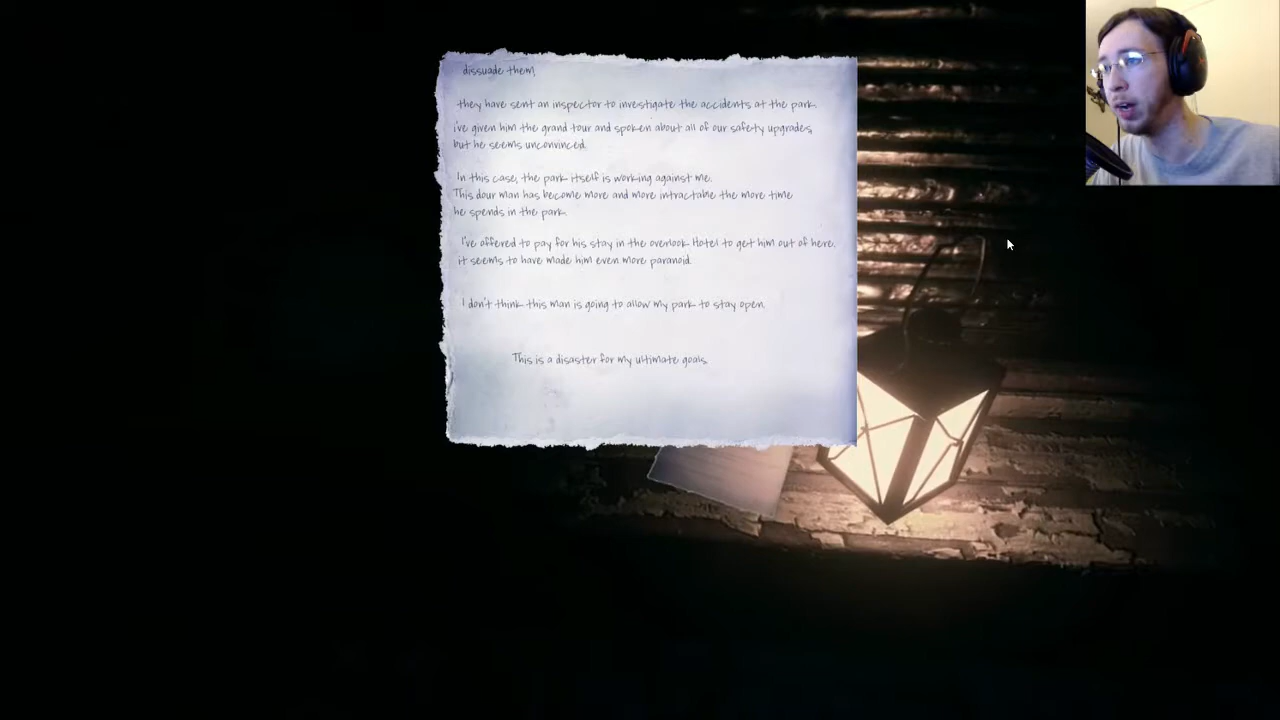 dissuade them
they have sent an inspector to investigate the accidents at the park.
i've given him the grand tour and spoken about all of our safety upgrades,
but he seems unconvinced.
In this case, the park itself is working against me.
This dour man has become more and more intractable the more time
he spends in the park.
I've offered to pay for his stay in the overlook Hotel to get him out of here.
it seems to have made him even more paranoid.
I don't think this man is going to allow my park to stay open.
This is a disaster for my ultimate goals.